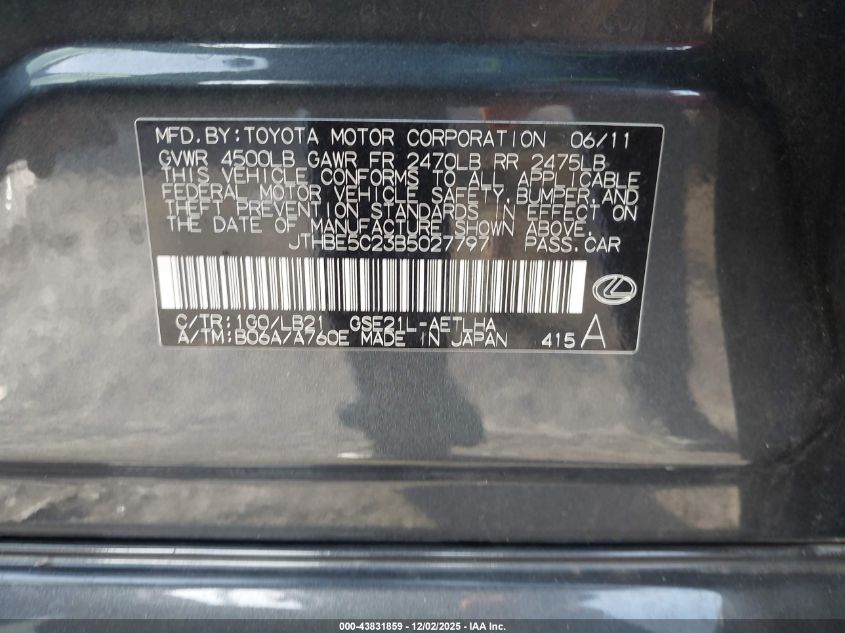 MFD.BY:TOYOTA MOTOR CORPORATION 06/11
GVWR 4500LB GAWR FR 2470LB RR 2475LB
THIS VEHICLE CONFORMS TO ALL APPLICABLE
FEDERAL MOTOR VEHICLE SAFETY,BUMPER,AND
THEFT PREVENTION STANDARDS IN EFFECT ON
THE DATE OF MANUFACTURE SHOWN ABOVE.
JTHBE5C23B5027797 PASS.CAR
C/TR:1G0/LB21 GSE21L-AETLHA
A/TM:B06A/A760E MADE IN JAPAN 415 A
000-43831859 - 12/02/2025 - IAA Inc.